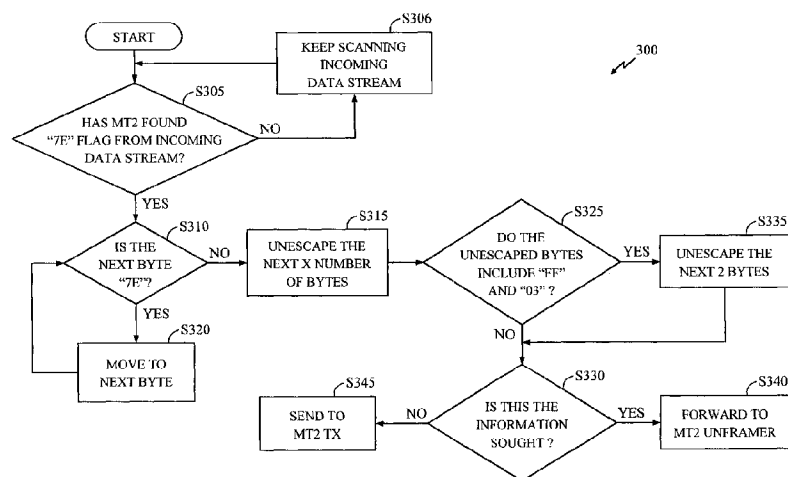 START
S306
KEEP SCANNING
INCOMING
DATA STREAM
300
S305
HAS MT2 FOUND
"7E" FLAG FROM INCOMING
DATA STREAM?
NO
YES
S310
IS THE
NEXT BYTE
"7E"?
NO
YES
S315
UNESCAPE THE
NEXT X NUMBER
OF BYTES
S325
DO THE
UNESCAPED BYTES
INCLUDE "FF"
AND "03" ?
YES
NO
S335
UNESCAPE THE
NEXT 2 BYTES
S320
MOVE TO
NEXT BYTE
S345
SEND TO
MT2 TX
NO
S330
IS THIS THE
INFORMATION
SOUGHT ?
YES
S340
FORWARD TO
MT2 UNFRAMER